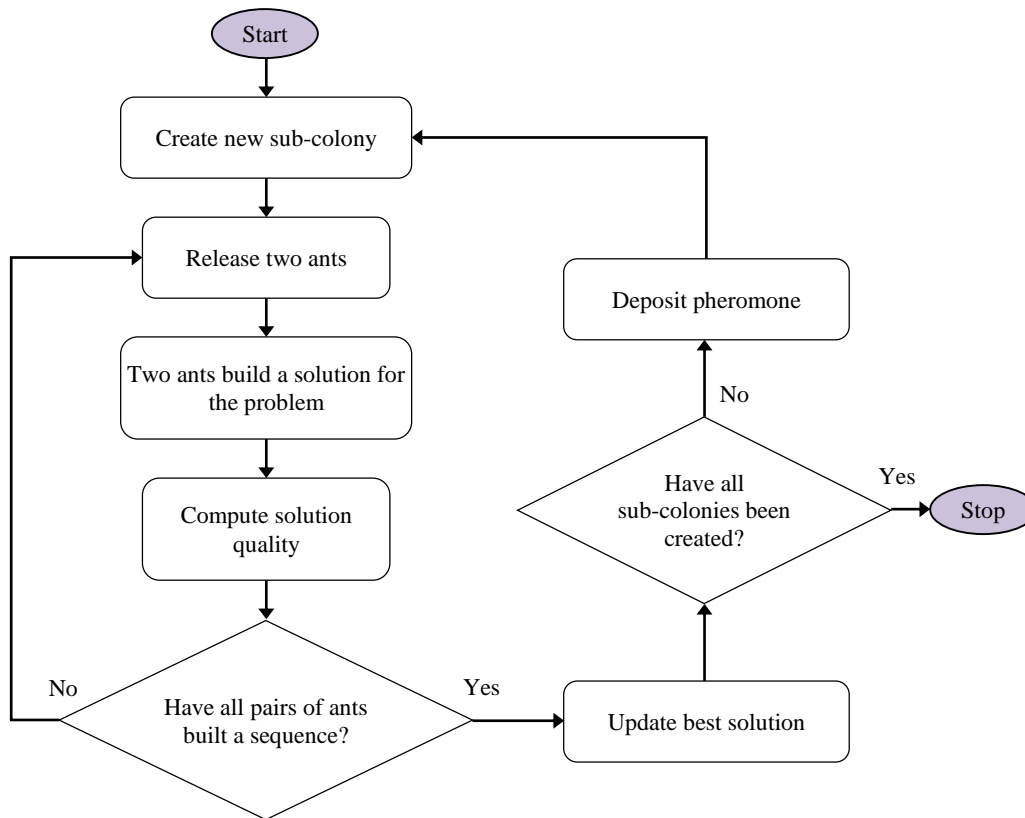 Start
Create new sub-colony
Release two ants
Two ants build a solution for
the problem
Compute solution
quality
Have all pairs of ants
built a sequence?
No
Yes
Update best solution
Have all
sub-colonies been
created?
No
Yes
Deposit pheromone
Stop